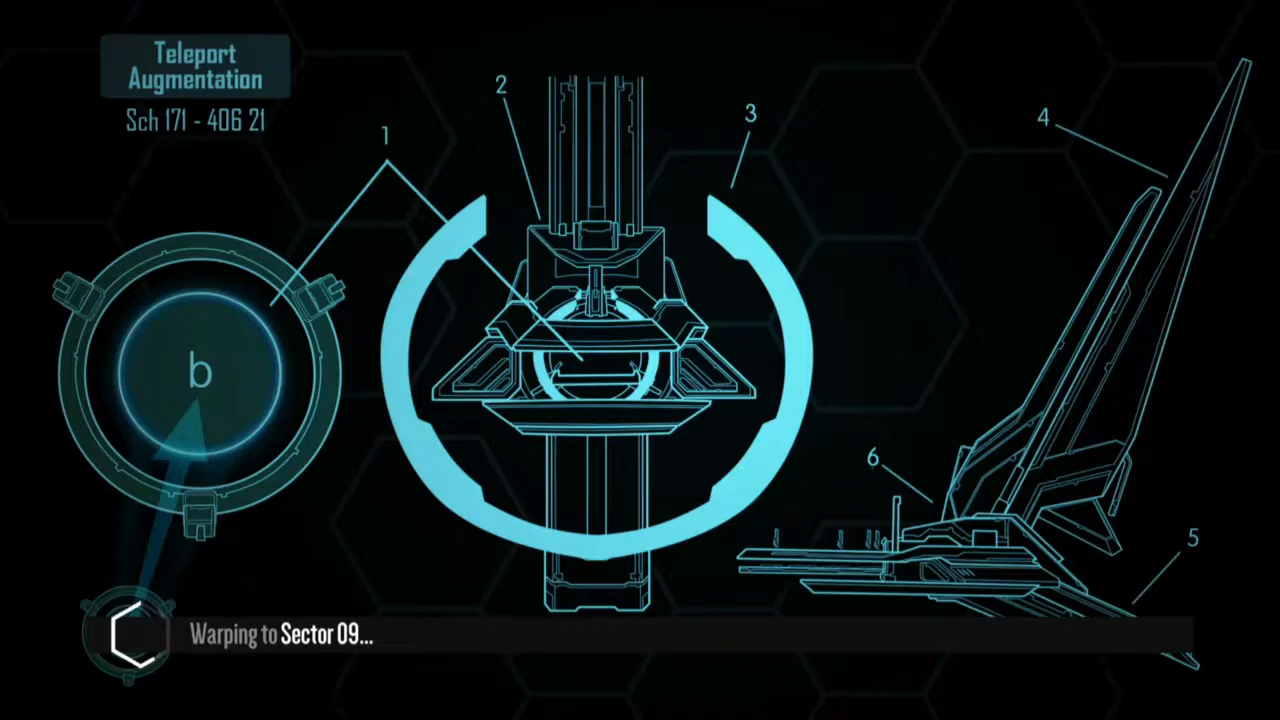 Teleport
Augmentation
Sch 171 - 406 21
1
2
3
4
b
6
5
Warping to Sector 09...